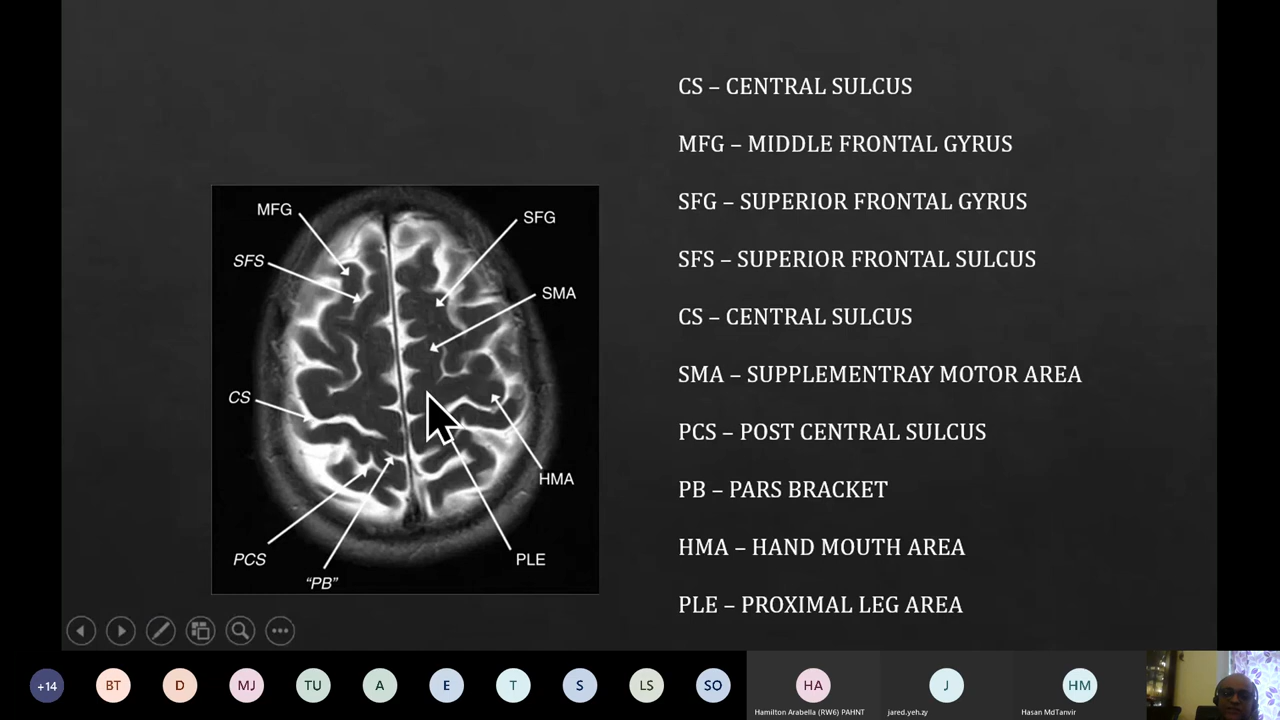 CS – CENTRAL SULCUS
MFG – MIDDLE FRONTAL GYRUS
SFG – SUPERIOR FRONTAL GYRUS
SFS – SUPERIOR FRONTAL SULCUS
CS – CENTRAL SULCUS
SMA – SUPPLEMENTRAY MOTOR AREA
PCS – POST CENTRAL SULCUS
PB – PARS BRACKET
HMA – HAND MOUTH AREA
PLE – PROXIMAL LEG AREA
MFG
SFG
SFS
SMA
CS
HMA
PCS
PLE
“PB”
+14 BT D MJ TU A E T S LS SO HA J HM
Hamilton Arabella (RW6) PAHNT jared.yeh.zy Hasan MdTanvir